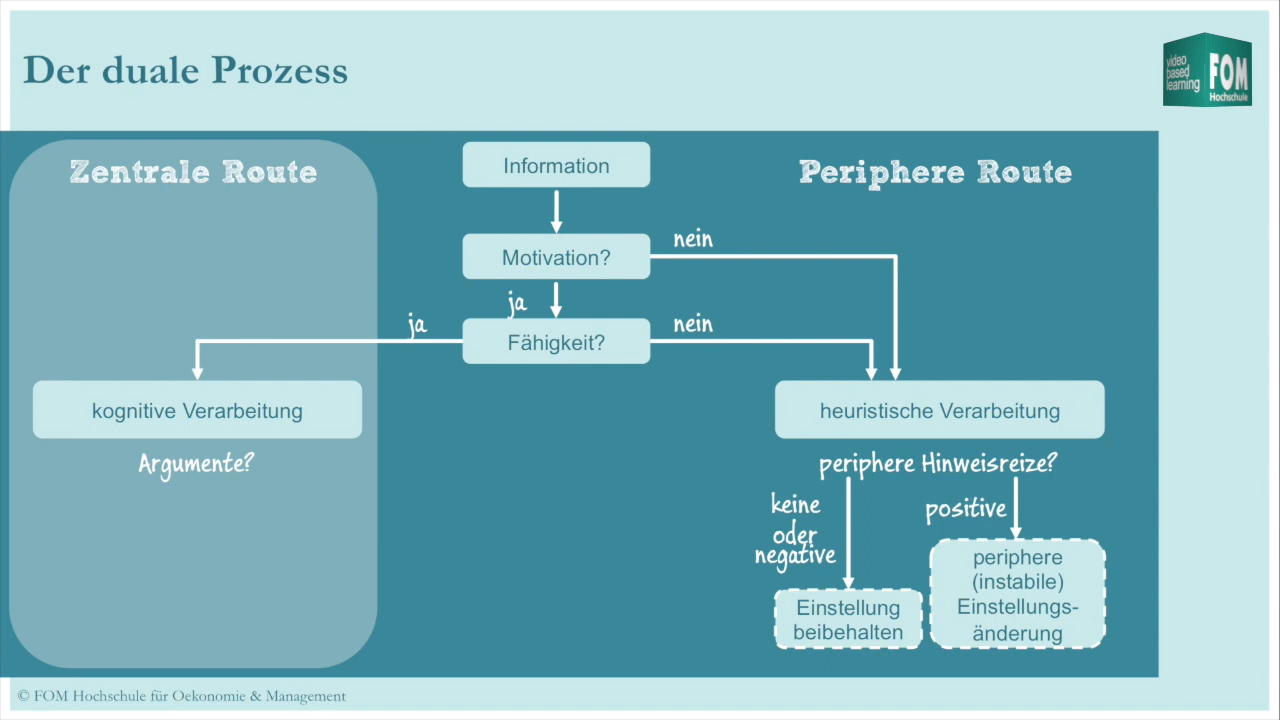 Der duale Prozess
video
based
learning
FOM
Hochschule
Zentrale Route
Information
Periphere Route
Motivation?
nein
ja
ja
Fähigkeit?
nein
kognitive Verarbeitung
heuristische Verarbeitung
Argumente?
periphere Hinweisreize?
keine
oder
negative
positive
Einstellung
beibehalten
periphere
(instabile)
Einstellungs-
änderung
© FOM Hochschule für Oekonomie & Management